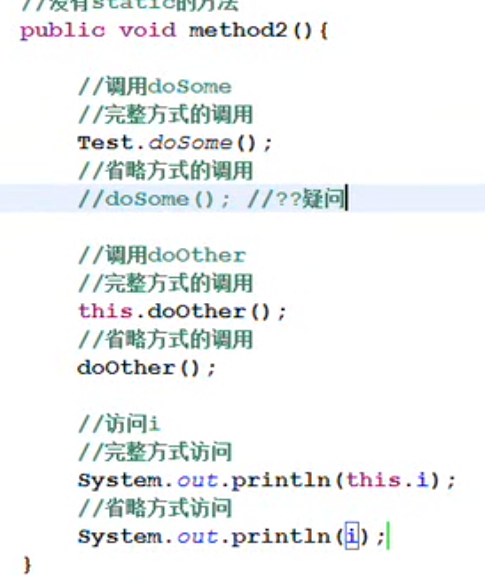 //没有static的方法
public void method2(){
//调用doSome
//完整方式的调用
Test.doSome();
//省略方式的调用
//doSome(); //??疑问
//调用doOther
//完整方式的调用
this.doOther();
//省略方式的调用
doOther();
//访问i
//完整方式访问
System.out.println(this.i);
//省略方式访问
System.out.println(i);
}